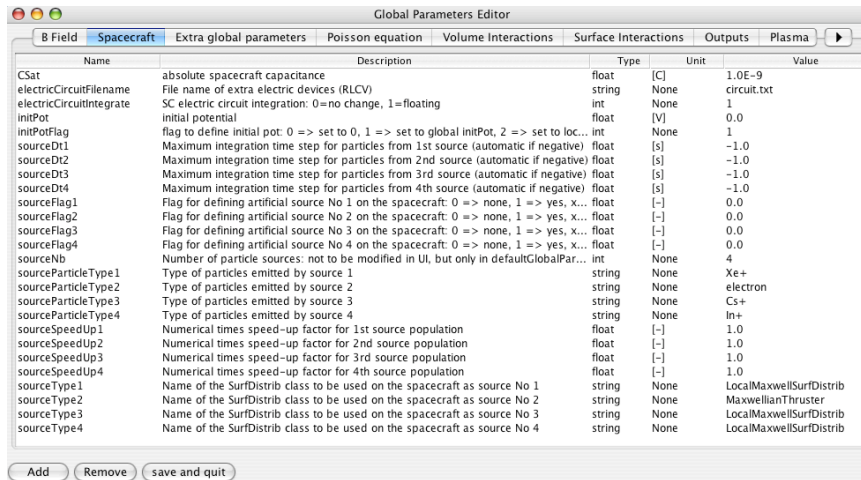 Global Parameters Editor
B Field Spacecraft Extra global parameters Poisson equation Volume Interactions Surface Interactions Outputs Plasma
Name Description Type Unit Value
CSat absolute spacecraft capacitance float [C] 1.0E-9
electricCircuitFilename File name of extra electric devices (RLCV) string None circuit.txt
electricCircuitIntegrate SC electric circuit integration: 0=no change, 1=floating int None 1
initPot initial potential float [V] 0.0
initPotFlag flag to define initial pot: 0 => set to 0, 1 => set to global initPot, 2 => set to loc... int None 1
sourceDt1 Maximum integration time step for particles from 1st source (automatic if negative) float [s] -1.0
sourceDt2 Maximum integration time step for particles from 2nd source (automatic if negative) float [s] -1.0
sourceDt3 Maximum integration time step for particles from 3rd source (automatic if negative) float [s] -1.0
sourceDt4 Maximum integration time step for particles from 4th source (automatic if negative) float [s] -1.0
sourceFlag1 Flag for defining artificial source No 1 on the spacecraft: 0 => none, 1 => yes, x... float [-] 0.0
sourceFlag2 Flag for defining artificial source No 2 on the spacecraft: 0 => none, 1 => yes, x... float [-] 0.0
sourceFlag3 Flag for defining artificial source No 3 on the spacecraft: 0 => none, 1 => yes, x... float [-] 0.0
sourceFlag4 Flag for defining artificial source No 4 on the spacecraft: 0 => none, 1 => yes, x... float [-] 0.0
sourceNb Number of particle sources: not to be modified in UI, but only in defaultGlobalPar... int None 4
sourceParticleType1 Type of particles emitted by source 1 string None Xe+
sourceParticleType2 Type of particles emitted by source 2 string None electron
sourceParticleType3 Type of particles emitted by source 3 string None Cs+
sourceParticleType4 Type of particles emitted by source 4 string None In+
sourceSpeedUp1 Numerical times speed-up factor for 1st source population float [-] 1.0
sourceSpeedUp2 Numerical times speed-up factor for 2nd source population float [-] 1.0
sourceSpeedUp3 Numerical times speed-up factor for 3rd source population float [-] 1.0
sourceSpeedUp4 Numerical times speed-up factor for 4th source population float [-] 1.0
sourceType1 Name of the SurfDistrib class to be used on the spacecraft as source No 1 string None LocalMaxwellSurfDistrib
sourceType2 Name of the SurfDistrib class to be used on the spacecraft as source No 2 string None MaxwellianThruster
sourceType3 Name of the SurfDistrib class to be used on the spacecraft as source No 3 string None LocalMaxwellSurfDistrib
sourceType4 Name of the SurfDistrib class to be used on the spacecraft as source No 4 string None LocalMaxwellSurfDistrib
Add Remove save and quit